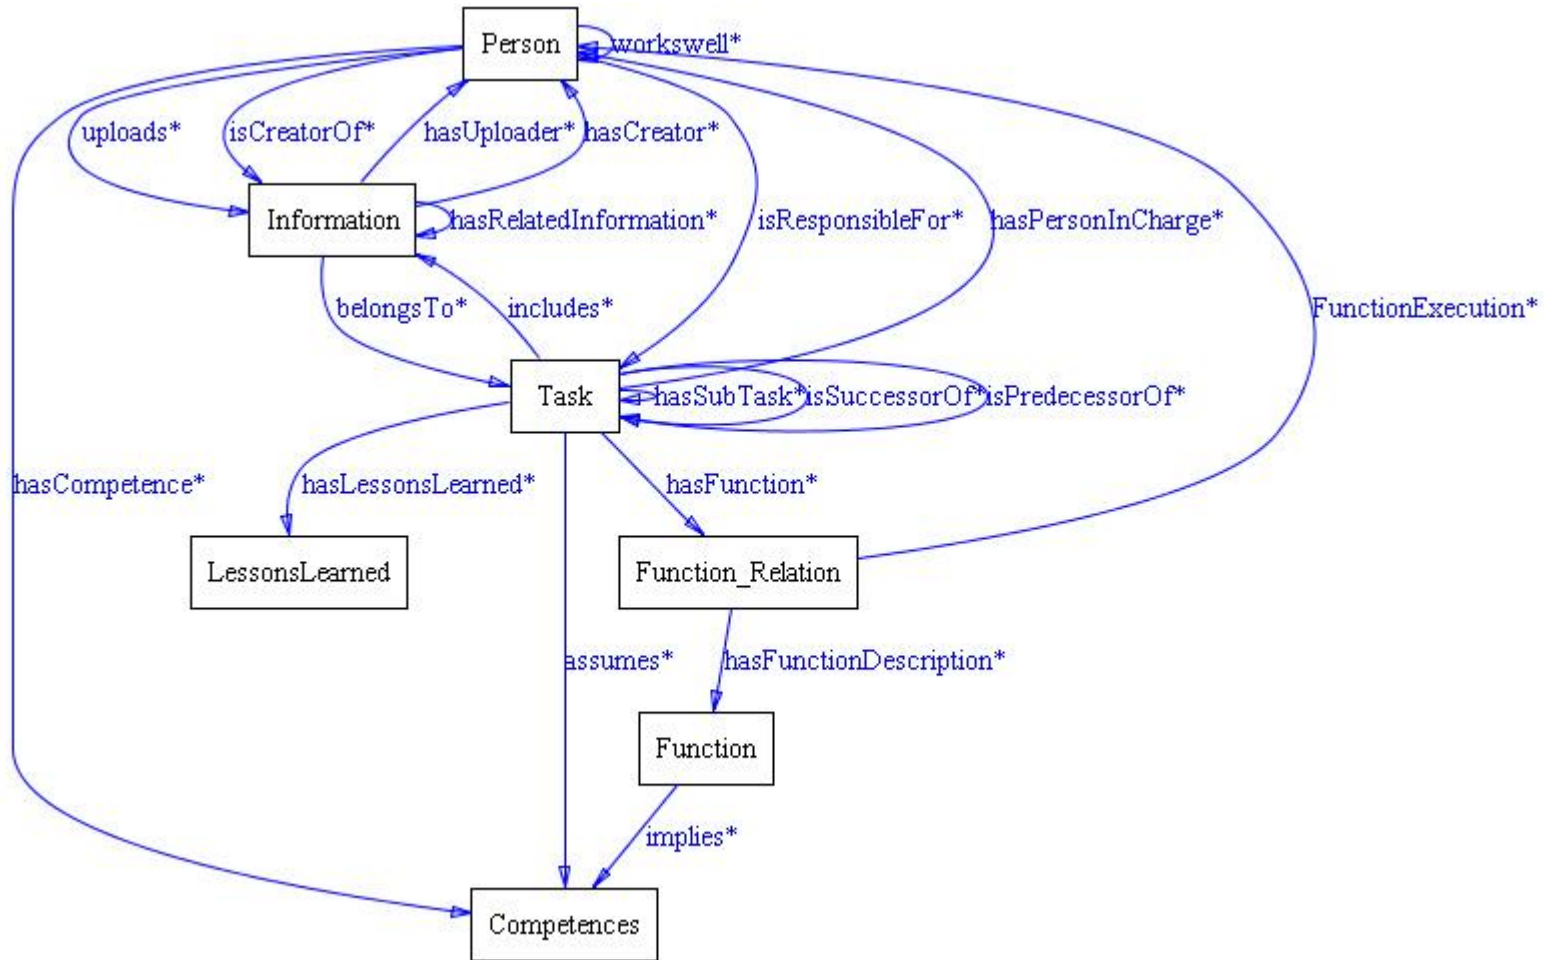 Person
workswell*
uploads*
isCreatorOf*
hasUploader*
hasCreator*
Information
hasRelatedInformation*
isResponsibleFor*
hasPersonInCharge*
belongsTo*
includes*
FunctionExecution*
Task
hasSubTask*
isSuccessorOf*
isPredecessorOf*
hasCompetence*
hasLessonsLearned*
hasFunction*
LessonsLearned
Function_Relation
assumes*
hasFunctionDescription*
Function
implies*
Competences